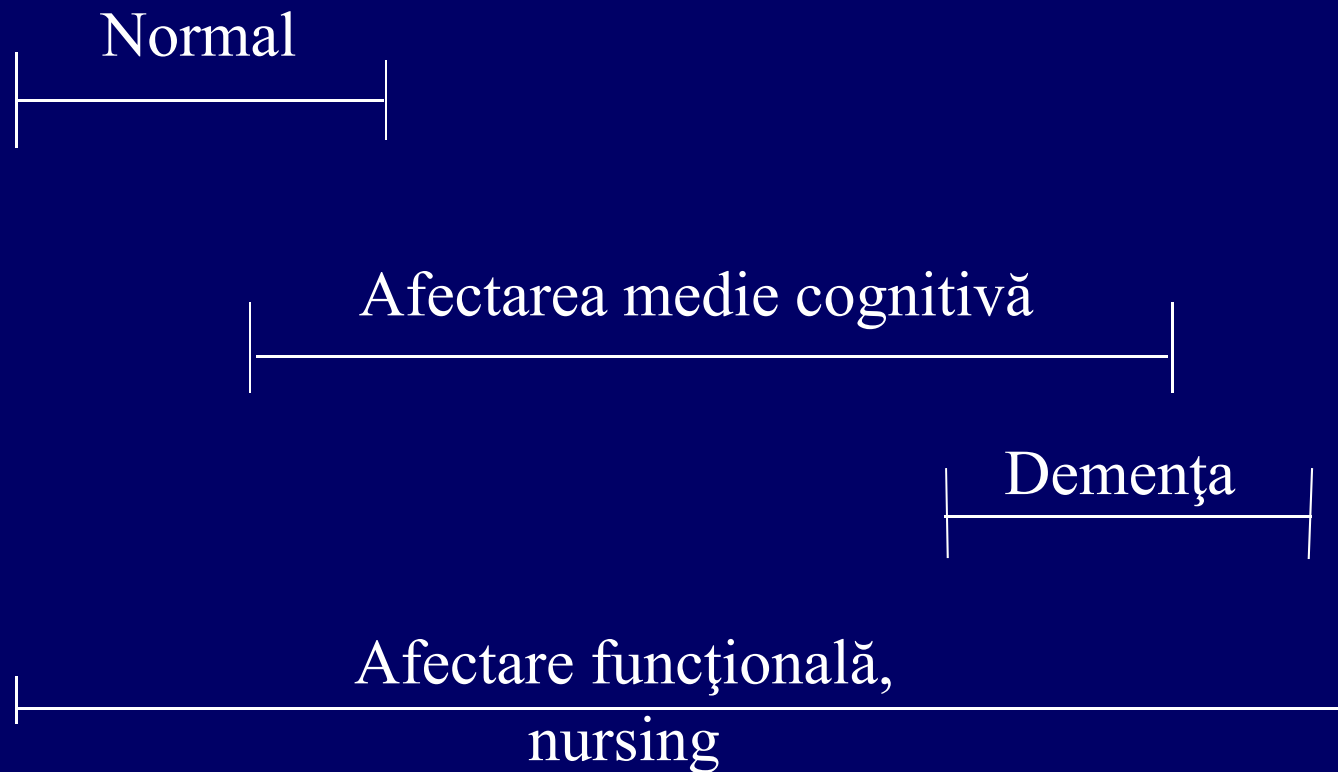 Normal
Afectarea medie cognitivă
Demenţa
Afectare funcţională,
nursing